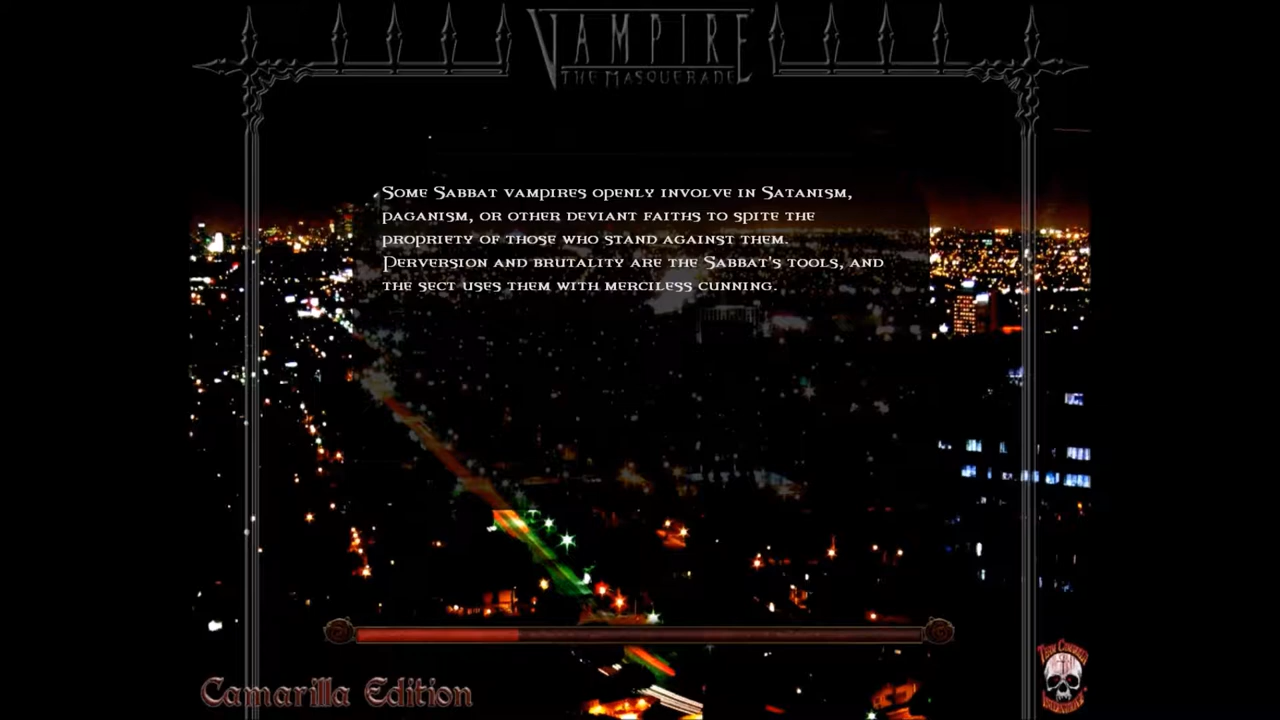 VAMPIRE
THE MASQUERADE
Some Sabbat vampires openly involve in Satanism,
paganism, or other deviant faiths to spite the
propriety of those who stand against them.
Perversion and brutality are the Sabbat's tools, and
the sect uses them with merciless cunning.
Camarilla Edition